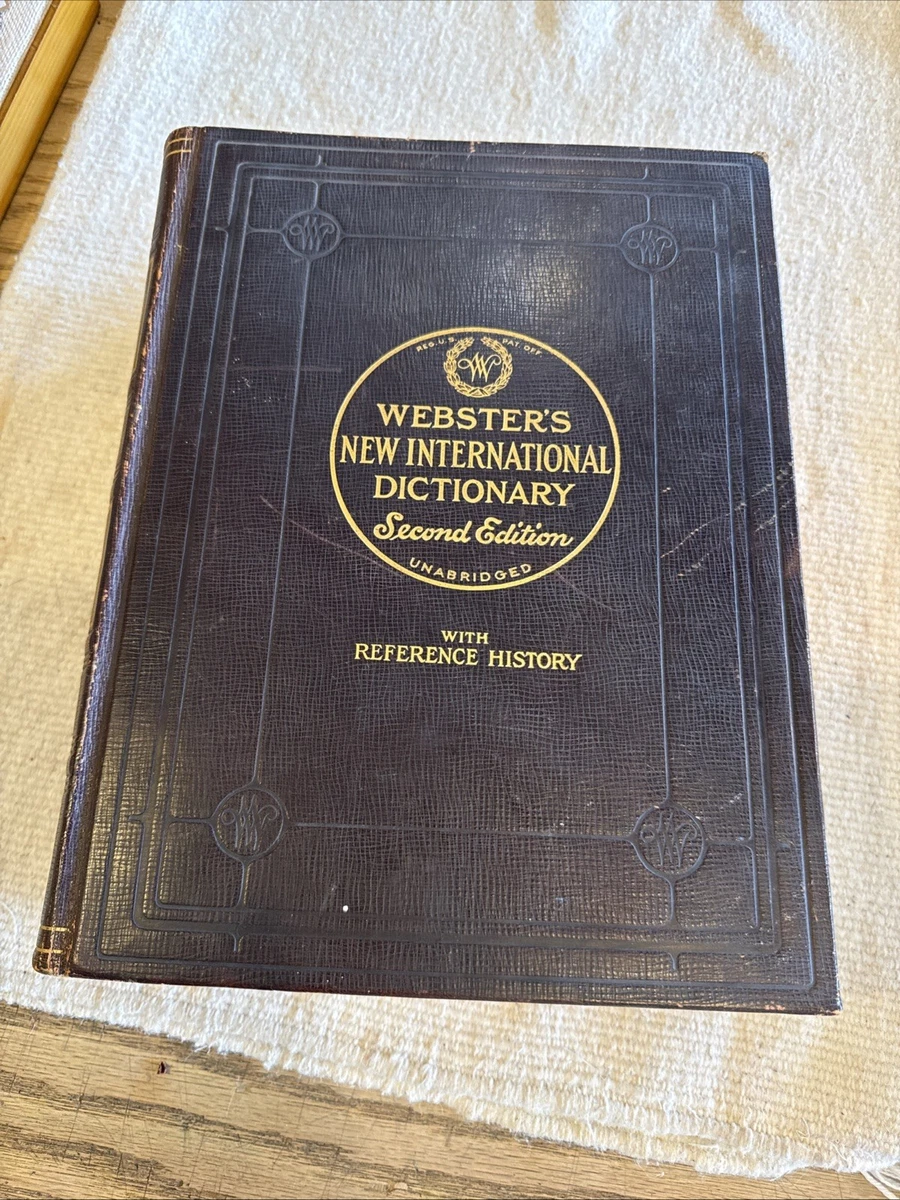 REG. U.S. PAT. OFF.
W
WEBSTER'S
NEW INTERNATIONAL
DICTIONARY
Second Edition
UNABRIDGED
WITH
REFERENCE HISTORY